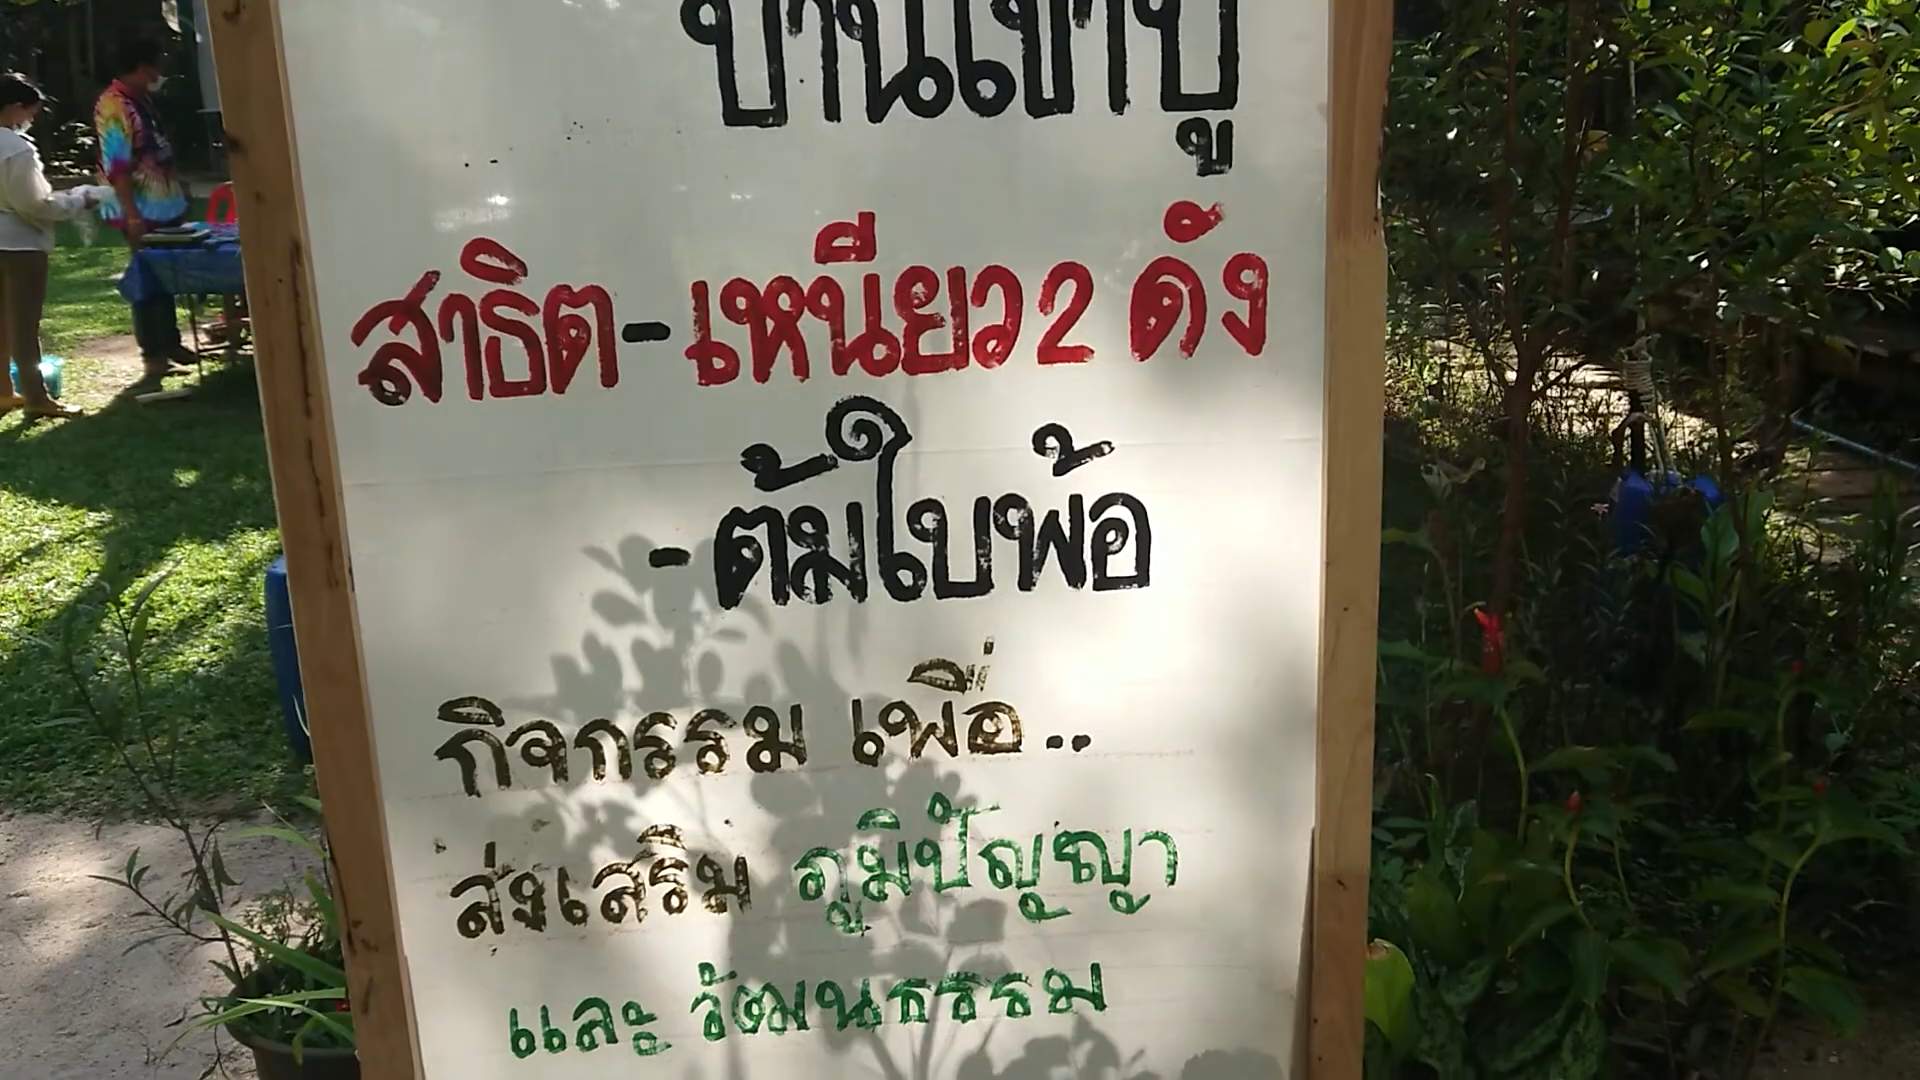 บ้านเขาปู่
สาธิต-เหนียว 2 ดัง
-ต้มใบพ้อ
กิจกรรม เพื่อ..
ส่งเสริม ภูมิปัญญา
และ วัฒนธรรม